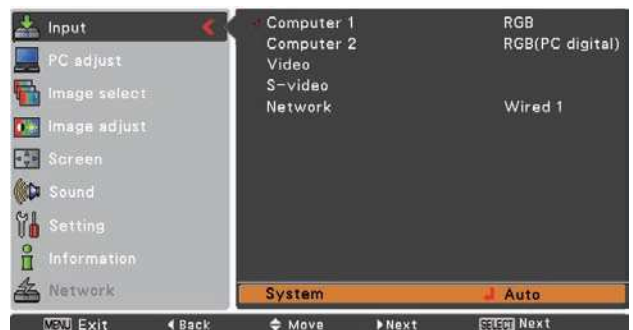 Input
PC adjust
Image select
Image adjust
Screen
Sound
Setting
Information
Network
Computer 1 RGB
Computer 2 RGB(PC digital)
Video
S-video
Network Wired 1
System Auto
MENU Exit Back Move Next SELECT Next